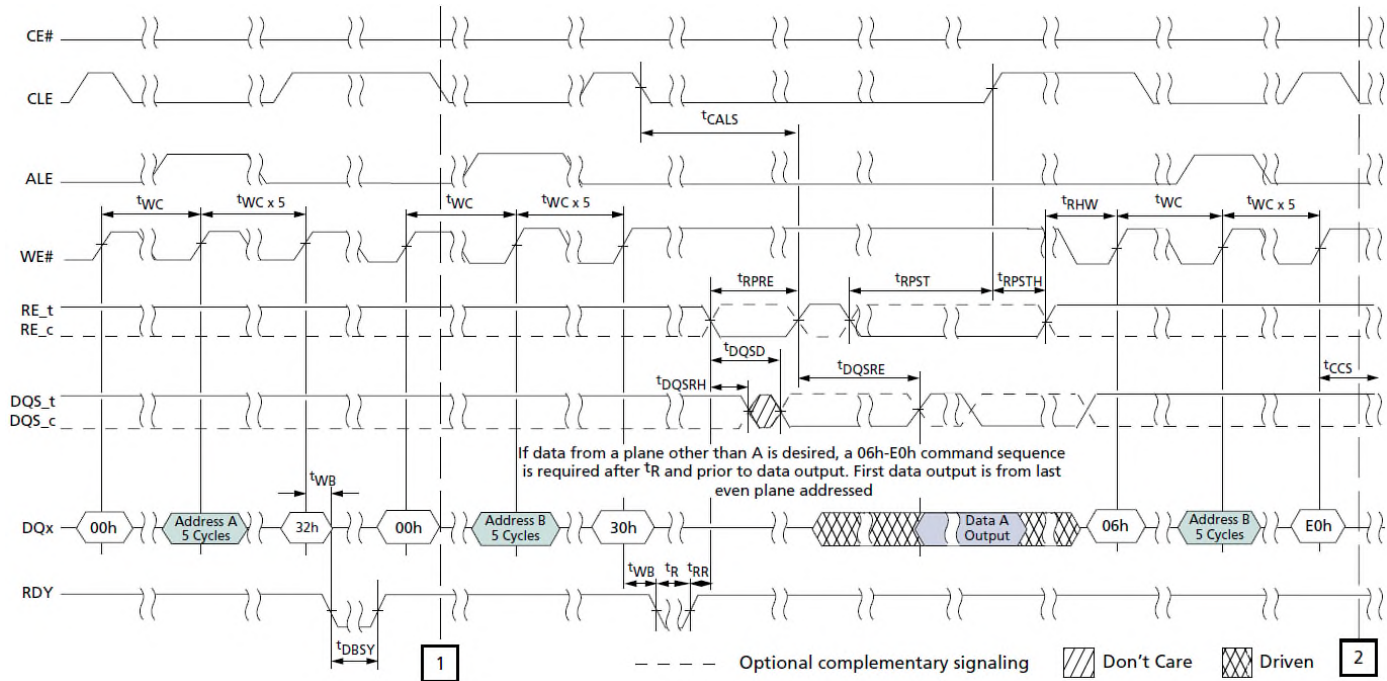 CE#
CLE
tCALS
ALE
tWC tWC x 5 tWC tWC x 5 tRHW tWC tWC x 5
WE#
tRPRE tRPST tRPSTH
RE_t
RE_c
tDQSD
tDQSRH tDQSRE tCCS
DQS_t
DQS_c
If data from a plane other than A is desired, a 06h-E0h command sequence
is required after tR and prior to data output. First data output is from last
even plane addressed
tWB
DQx 00h Address A 32h 00h Address B 30h Data A 06h Address B E0h
5 Cycles 5 Cycles Output 5 Cycles
tWB tR tRR
RDY
tDBSY
1 2
Optional complementary signaling Don't Care Driven